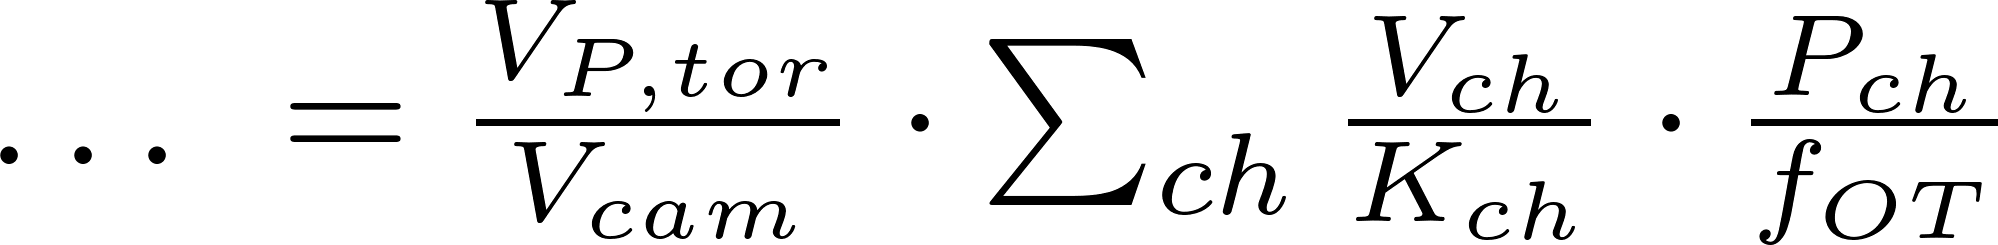 \ldots = \frac{V_{P,tor}}{V_{cam}} \cdot \sum_{ch} \frac{V_{ch}}{K_{ch}} \cdot \frac{P_{ch}}{f_{OT}}